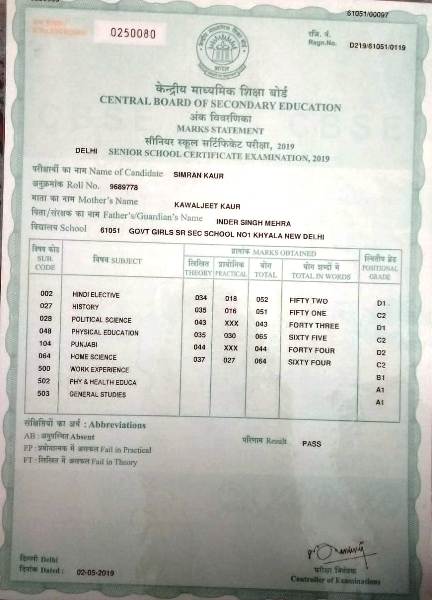 61051/00097
0250080
रजि. सं.
Regn.No. D219/61051/0119
केन्द्रीय माध्यमिक शिक्षा बोर्ड
CENTRAL BOARD OF SECONDARY EDUCATION
अंक विवरणिका
MARKS STATEMENT
सीनियर स्कूल सर्टिफिकेट परीक्षा, 2019
DELHI SENIOR SCHOOL CERTIFICATE EXAMINATION, 2019
परीक्षार्थी का नाम Name of Candidate SIMRAN KAUR
अनुक्रमांक Roll No. 9689778
माता का नाम Mother's Name KAWALJEET KAUR
पिता/संरक्षक का नाम Father's/Guardian's Name INDER SINGH MEHRA
विद्यालय School 61051 GOVT GIRLS SR SEC SCHOOL NO1 KHYALA NEW DELHI
प्राप्तांक MARKS OBTAINED
विषय कोड विषय SUBJECT लिखित प्रायोगिक योग योग शब्दों में स्थितीय ग्रेड
SUB. CODE THEORY PRACTICAL TOTAL TOTAL IN WORDS POSITIONAL GRADE
002 HINDI ELECTIVE 034 018 052 FIFTY TWO D1
027 HISTORY 035 016 051 FIFTY ONE C2
028 POLITICAL SCIENCE 043 XXX 043 FORTY THREE D1
048 PHYSICAL EDUCATION 035 030 065 SIXTY FIVE C2
104 PUNJABI 044 XXX 044 FORTY FOUR D2
064 HOME SCIENCE 037 027 064 SIXTY FOUR C2
500 WORK EXPERIENCE B1
502 PHY & HEALTH EDUCA A1
503 GENERAL STUDIES A1
संक्षिप्तियों का अर्थ : Abbreviations
AB : अनुपस्थित Absent
परिणाम Result PASS
FP : प्रयोगात्मक में असफल Fail in Practical
FT : लिखित में असफल Fail in Theory
दिल्ली Delhi
दिनांक Dated : 02-05-2019
परीक्षा नियंत्रक
Controller of Examinations